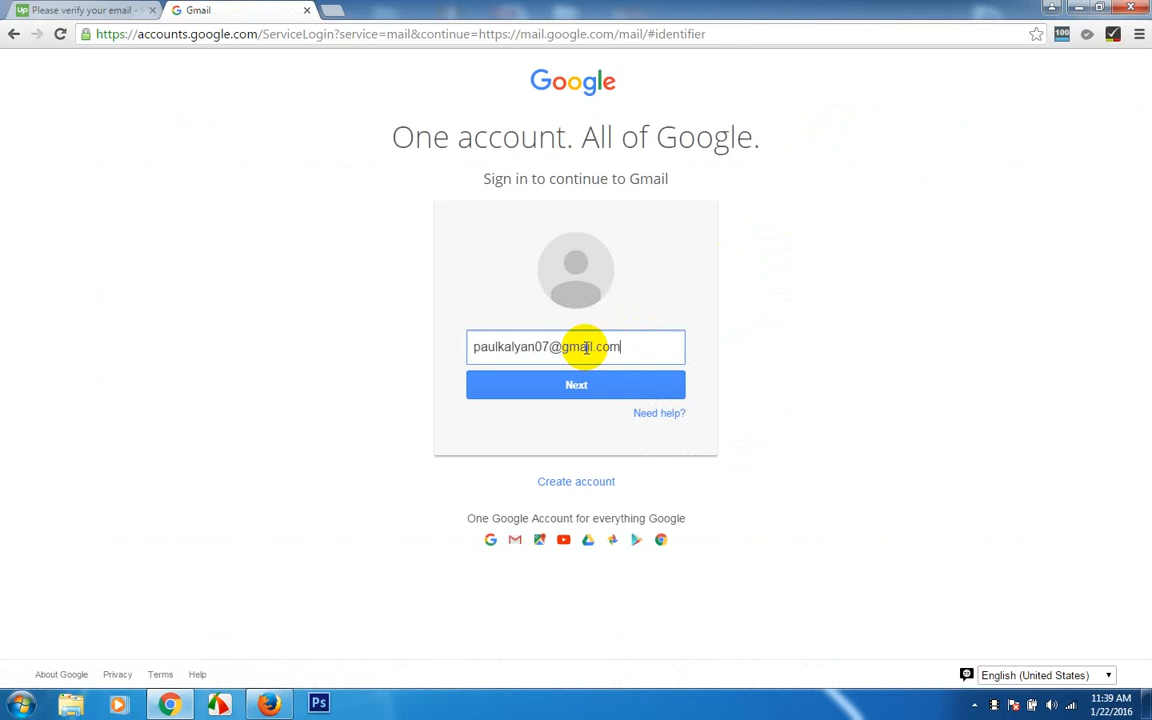 Please verify your email -
Gmail
https://accounts.google.com/ServiceLogin?service=mail&continue=https://mail.google.com/mail/#identifier
100
Google
One account. All of Google.
Sign in to continue to Gmail
paulkalyan07@gmail.com
Next
Need help?
Create account
One Google Account for everything Google
About Google Privacy Terms Help
English (United States)
Ps
11:39 AM
1/22/2016